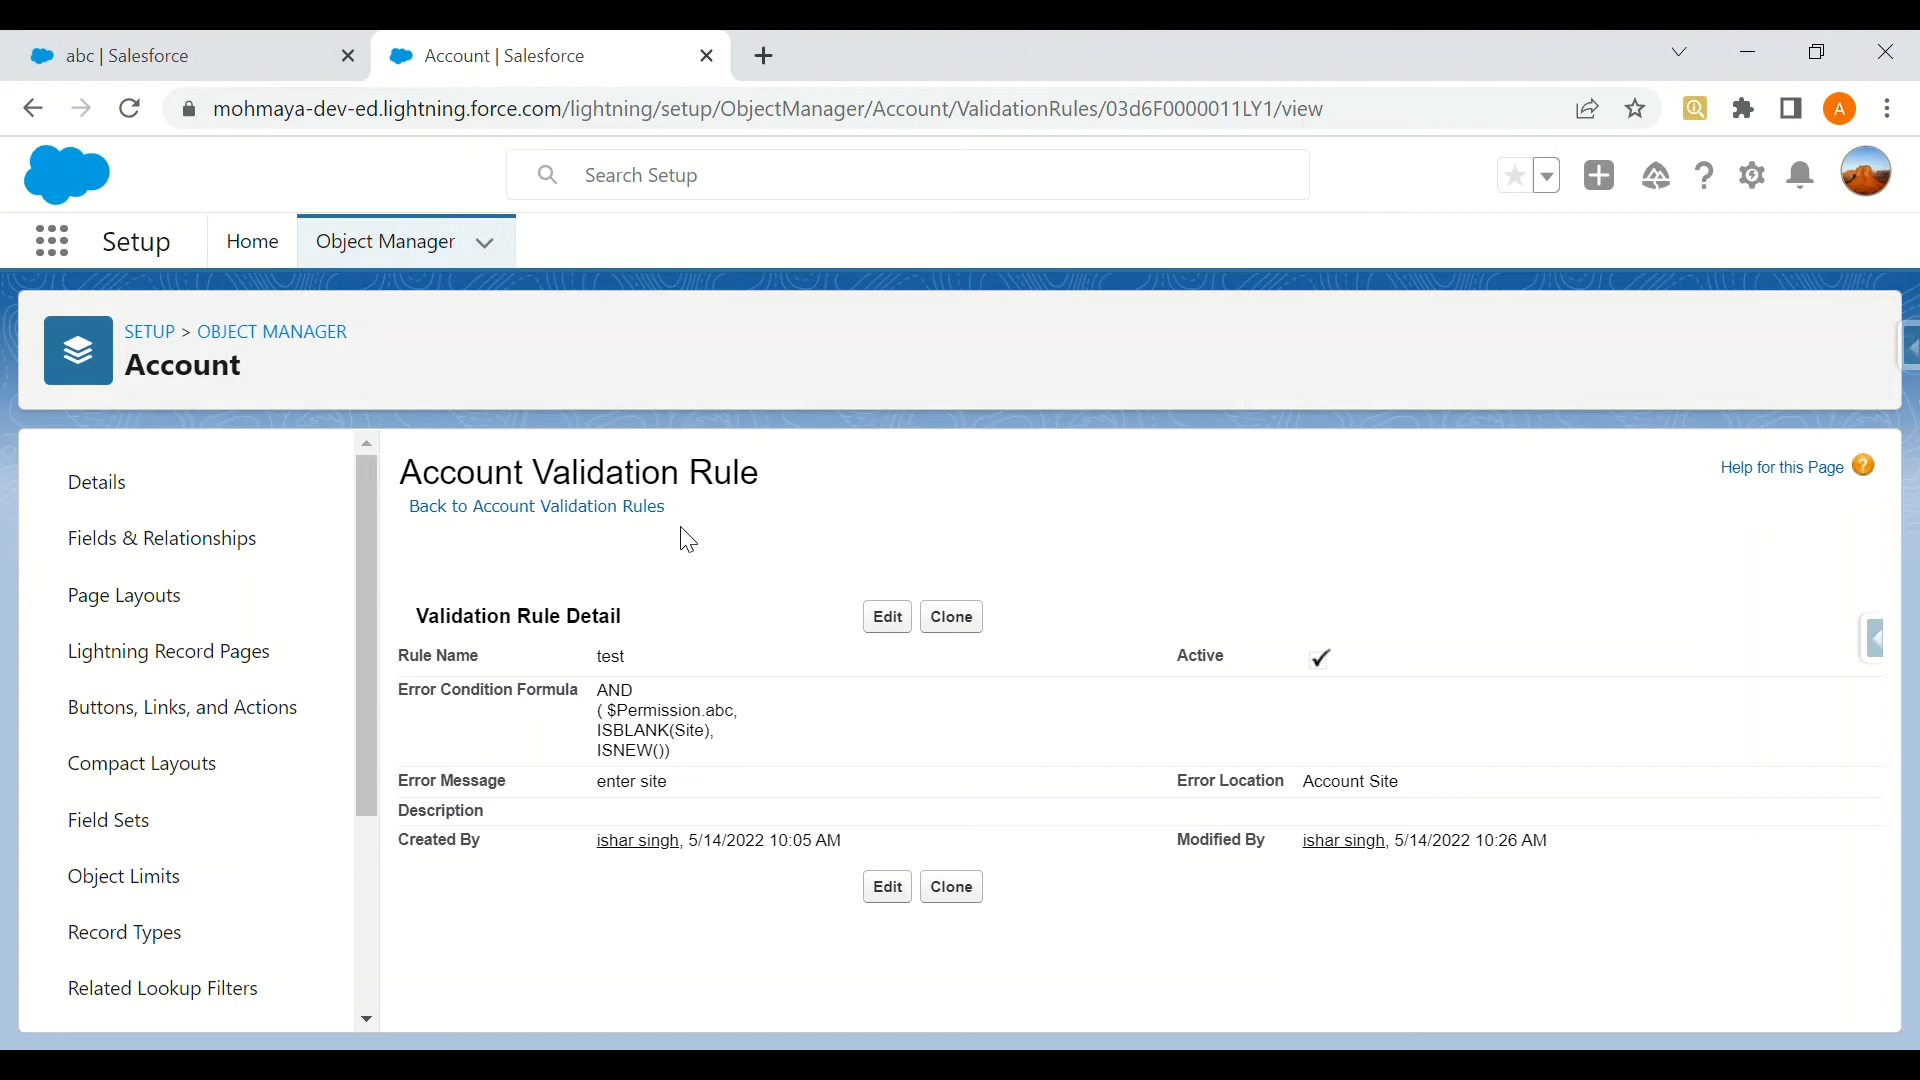 abc | Salesforce
Account | Salesforce
mohmaya-dev-ed.lightning.force.com/lightning/setup/ObjectManager/Account/ValidationRules/03d6F0000011LY1/view
A
Search Setup
Setup
Home
Object Manager
SETUP > OBJECT MANAGER
Account
Details
Fields & Relationships
Page Layouts
Lightning Record Pages
Buttons, Links, and Actions
Compact Layouts
Field Sets
Object Limits
Record Types
Related Lookup Filters
Account Validation Rule
Help for this Page ?
Back to Account Validation Rules
Validation Rule Detail
Edit
Clone
Rule Name test
Active
Error Condition Formula AND
( $Permission.abc,
ISBLANK(Site),
ISNEW())
Error Message enter site
Error Location Account Site
Description
Created By ishar singh, 5/14/2022 10:05 AM
Modified By ishar singh, 5/14/2022 10:26 AM
Edit
Clone